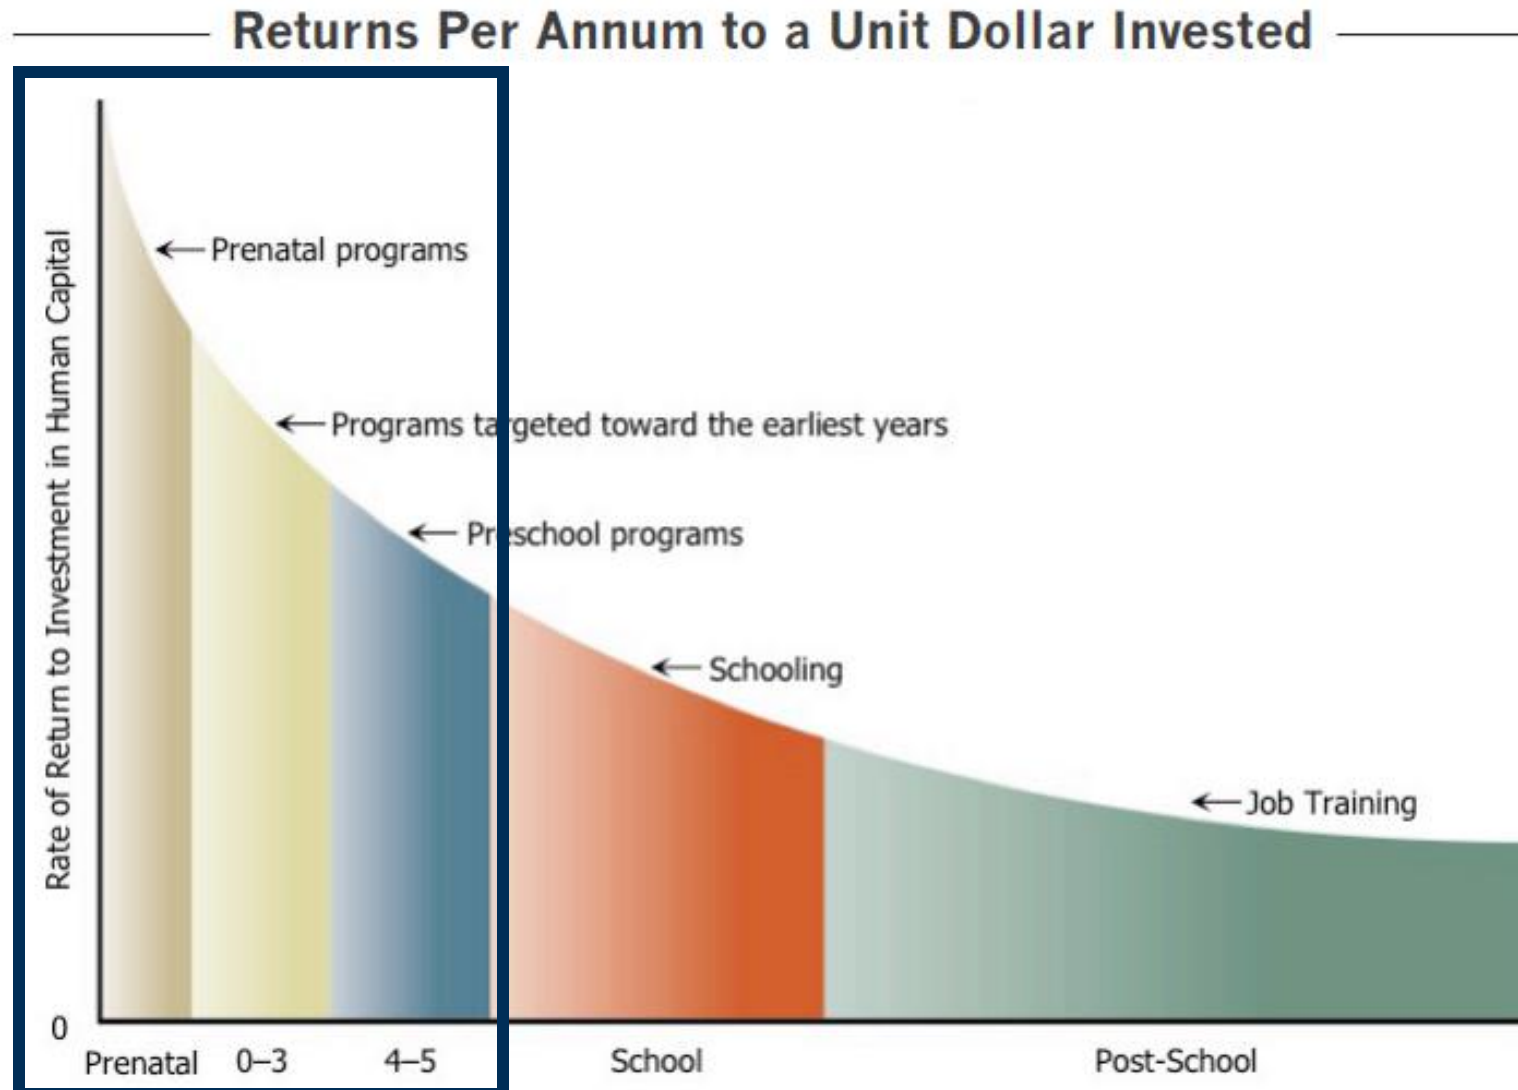 Returns Per Annum to a Unit Dollar Invested
Rate of Return to Investment in Human Capital
Prenatal programs
Programs targeted toward the earliest years
Preschool programs
Schooling
Job Training
0
Prenatal 0–3 4–5 School Post-School